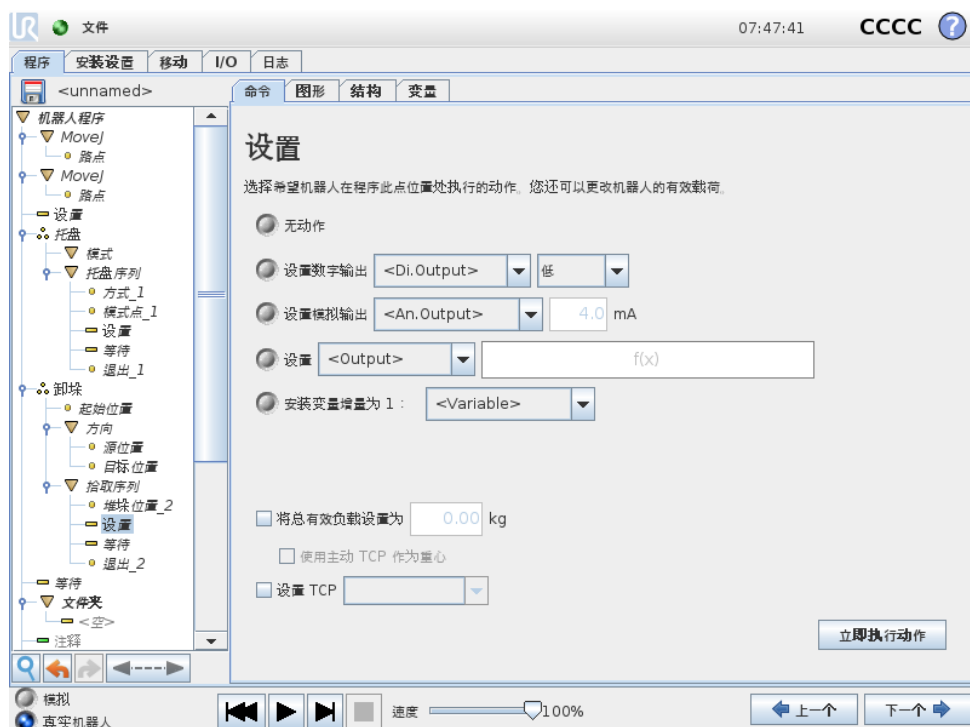 UR 文件 07:47:41 CCCC ?
程序 安装设置 移动 I/O 日志
<unnamed>
命令 图形 结构 变量
机器人程序
MoveJ
路点
MoveJ
路点
设置
托盘
模式
托盘序列
方式_1
模式点_1
设置
等待
退出_1
卸垛
起始位置
方向
源位置
目标位置
拾取序列
堆垛位置_2
设置
等待
退出_2
等待
文件夹
<空>
注释
设置
选择希望机器人在程序此点位置处执行的动作。您还可以更改机器人的有效载荷。
无动作
设置数字输出 <Di.Output> 低
设置模拟输出 <An.Output> 4.0 mA
设置 <Output> f(x)
安装变量增量为 1 : <Variable>
将总有效负载设置为 0.00 kg
使用主动 TCP 作为重心
设置 TCP
立即执行动作
模拟
真实机器人
速度 100%
上一个 下一个